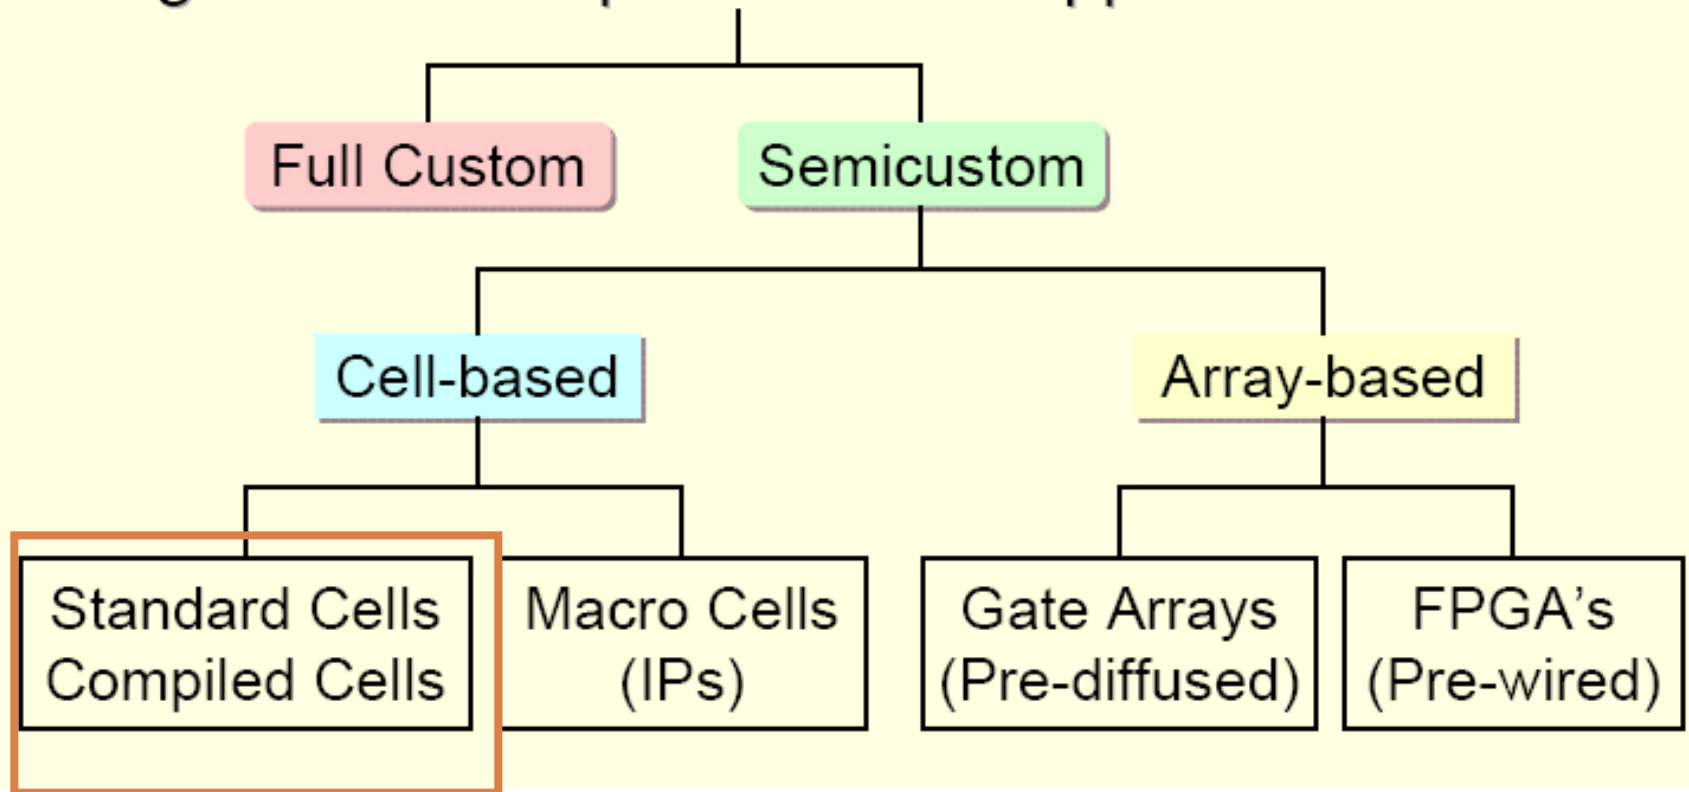 Full Custom
Semicustom
Cell-based
Array-based
Standard Cells
Compiled Cells
Macro Cells
(IPs)
Gate Arrays
(Pre-diffused)
FPGA’s
(Pre-wired)